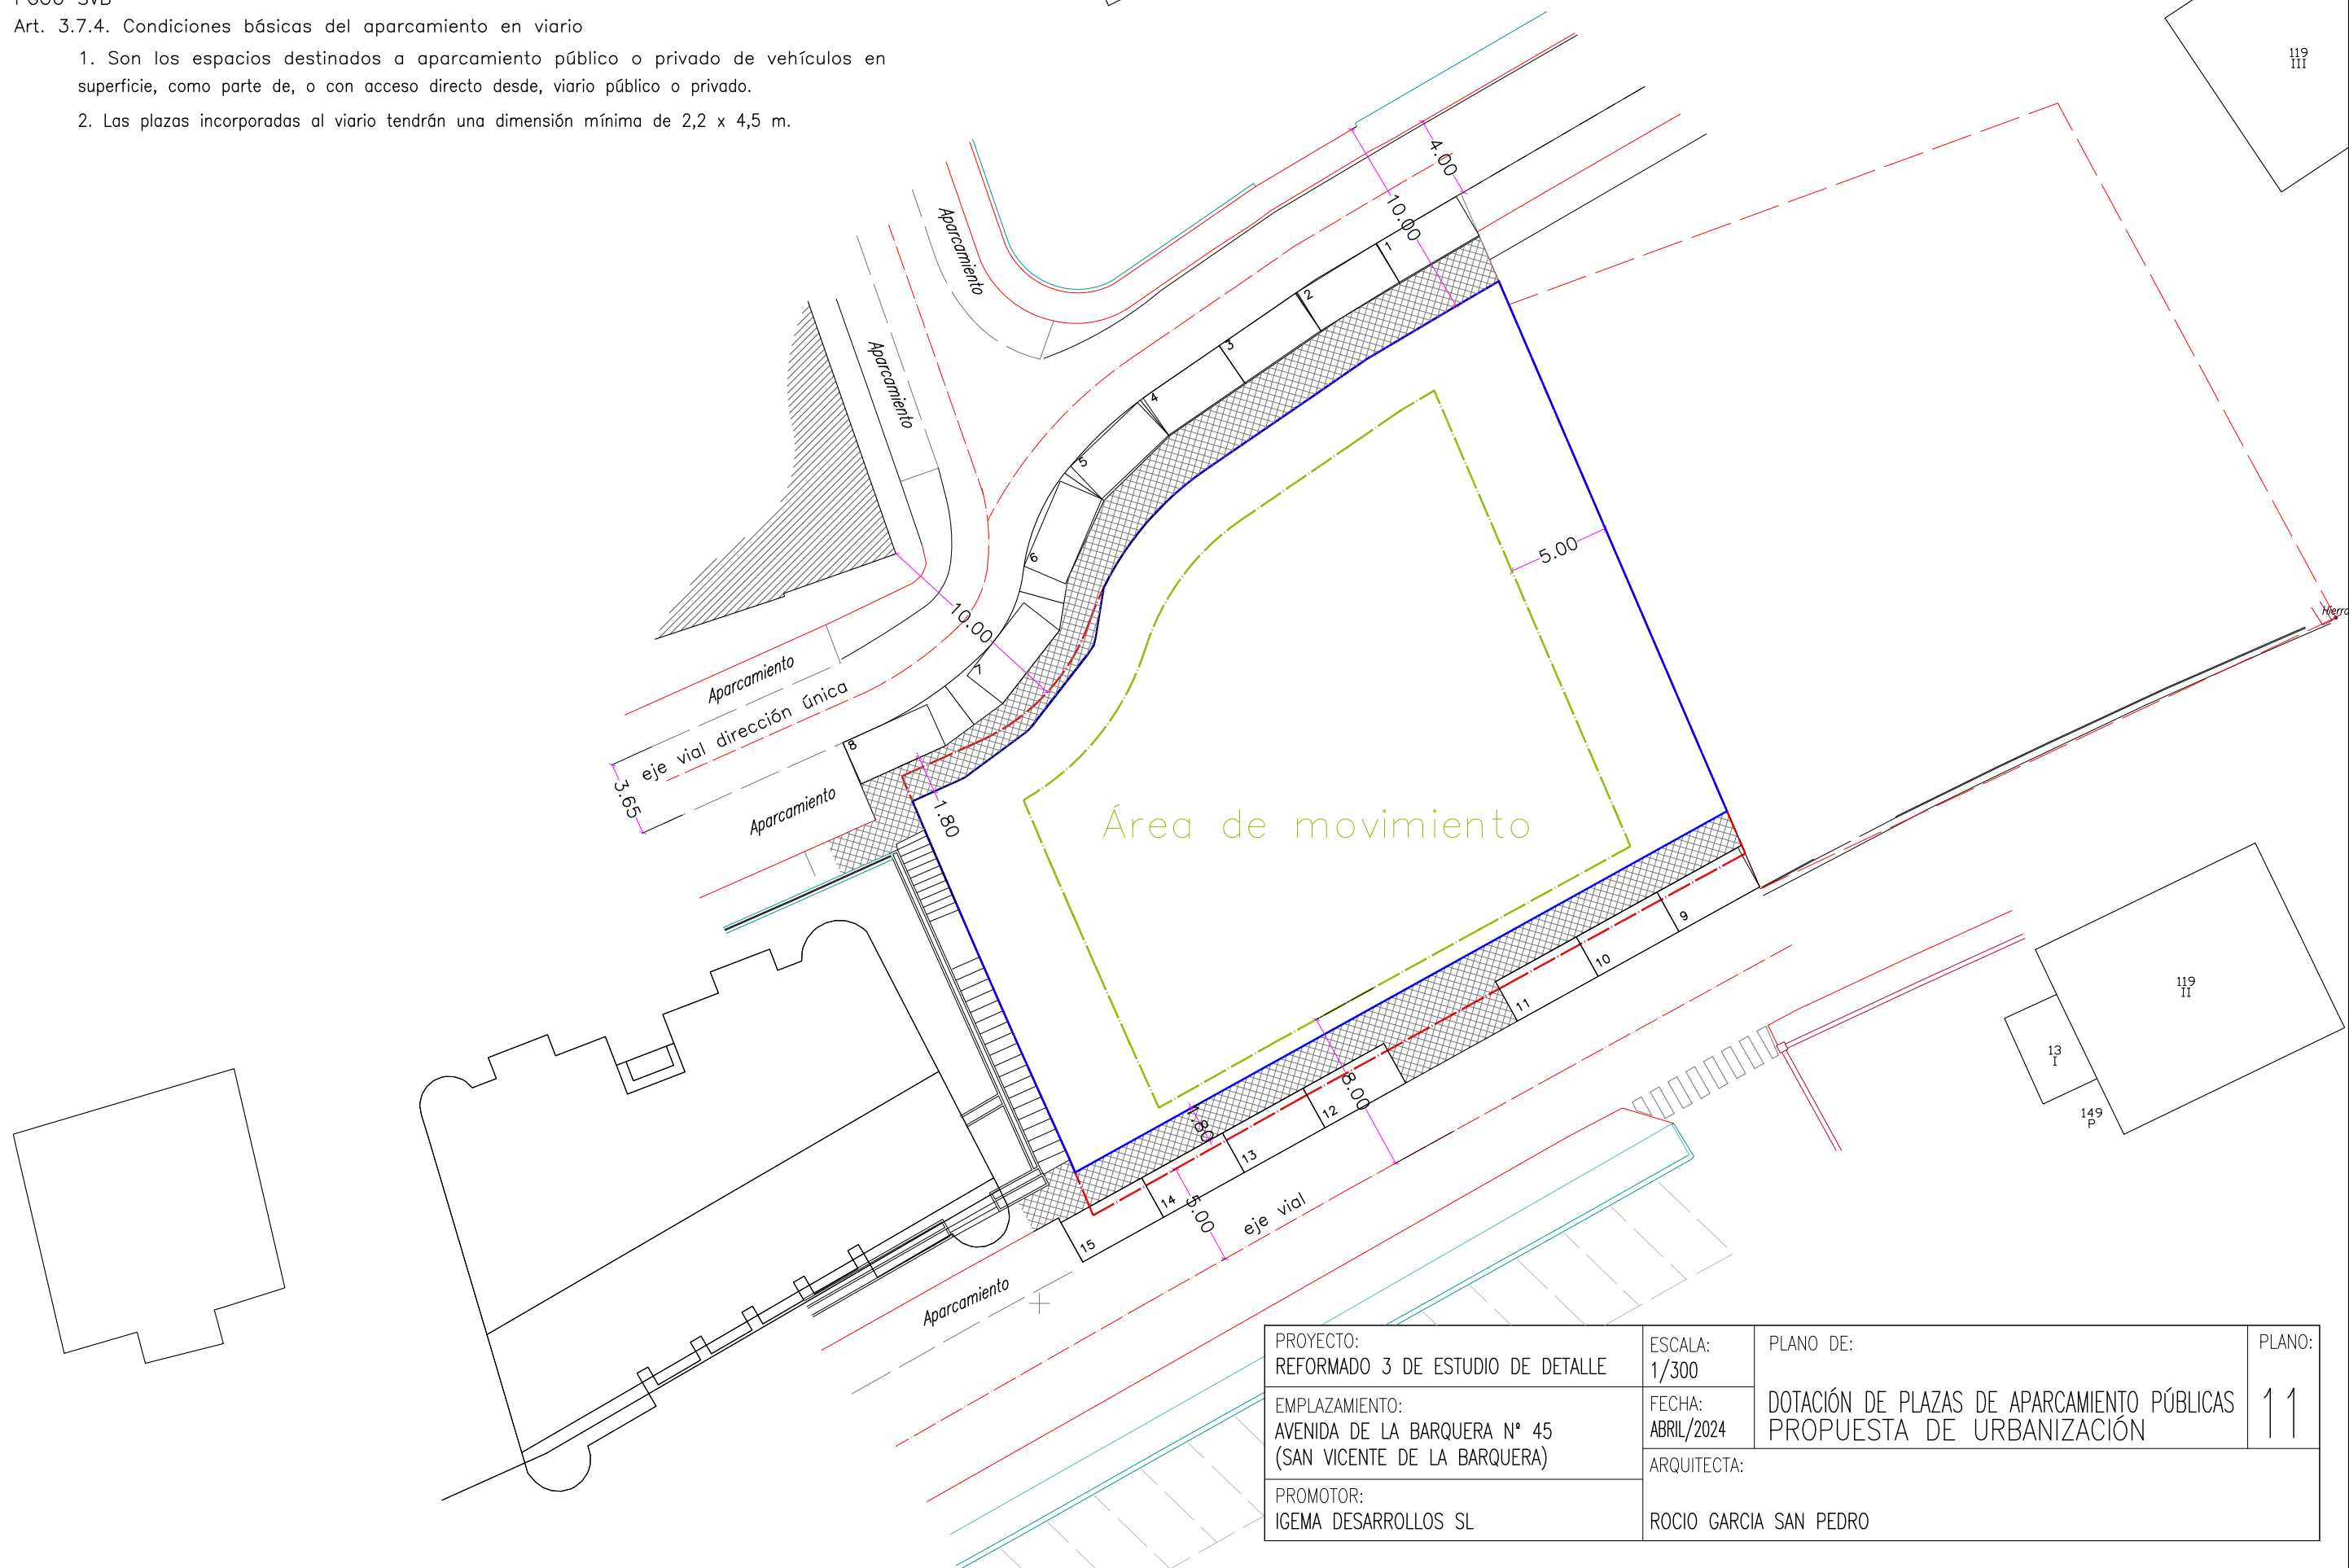 Art. 3.7.4. Condiciones básicas del aparcamiento en viario
1. Son los espacios destinados a aparcamiento público o privado de vehículos en
superficie, como parte de, o con acceso directo desde, viario público o privado.
2. Las plazas incorporadas al viario tendrán una dimensión mínima de 2,2 x 4,5 m.
119
III
4.00
10.00
Aparcamiento
Aparcamiento
1
2
3
4
5
6
7
8
5.00
10.00
Hierro
Aparcamiento
eje vial dirección única
3.65
Aparcamiento
1.80
Área de movimiento
9
10
11
12
13
14
15
8.00
1.80
5.00
eje vial
Aparcamiento
119
II
13
I
149
P
PROYECTO:
REFORMADO 3 DE ESTUDIO DE DETALLE
EMPLAZAMIENTO:
AVENIDA DE LA BARQUERA Nº 45
(SAN VICENTE DE LA BARQUERA)
PROMOTOR:
IGEMA DESARROLLOS SL
ESCALA:
1/300
FECHA:
ABRIL/2024
PLANO DE:
DOTACIÓN DE PLAZAS DE APARCAMIENTO PÚBLICAS
PROPUESTA DE URBANIZACIÓN
PLANO:
11
ARQUITECTA:
ROCIO GARCIA SAN PEDRO